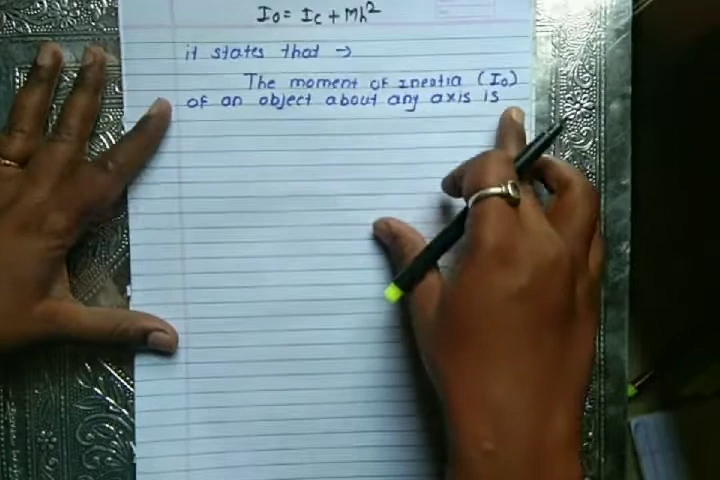 Io = Ic + Mh²
it states that →
The moment of Inertia (Io)
of an object about any axis is